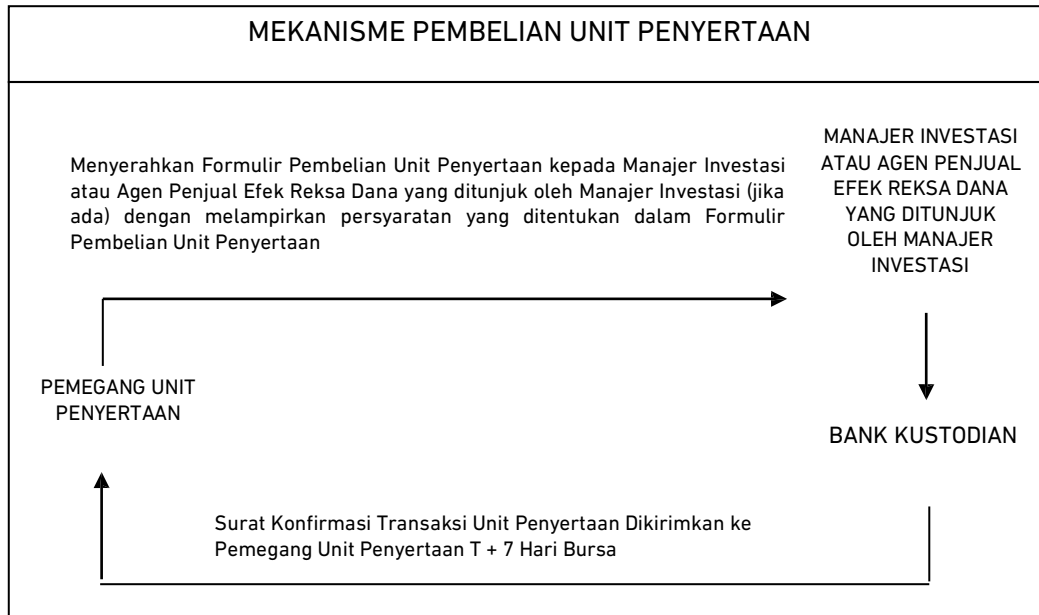 MEKANISME PEMBELIAN UNIT PENYERTAAN
Menyerahkan Formulir Pembelian Unit Penyertaan kepada Manajer Investasi
atau Agen Penjual Efek Reksa Dana yang ditunjuk oleh Manajer Investasi (jika
ada) dengan melampirkan persyaratan yang ditentukan dalam Formulir
Pembelian Unit Penyertaan
MANAJER INVESTASI
ATAU AGEN PENJUAL
EFEK REKSA DANA
YANG DITUNJUK
OLEH MANAJER
INVESTASI
PEMEGANG UNIT
PENYERTAAN
BANK KUSTODIAN
Surat Konfirmasi Transaksi Unit Penyertaan Dikirimkan ke
Pemegang Unit Penyertaan T + 7 Hari Bursa